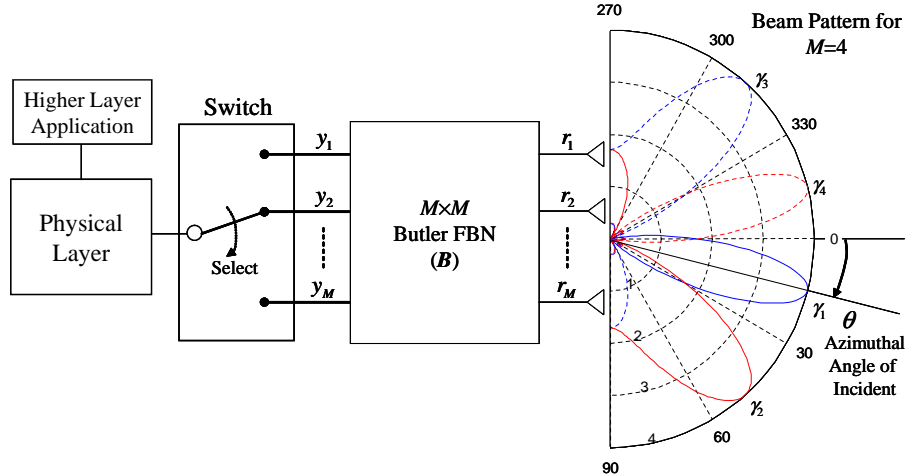 Higher Layer
Application
Physical
Layer
Switch
Select
y1
y2
yM
M×M
Butler FBN
(B)
r1
r2
rM
Beam Pattern for
M=4
270
300
330
0
30
60
90
1
2
3
4
γ3
γ4
γ1
γ2
θ
Azimuthal
Angle of
Incident